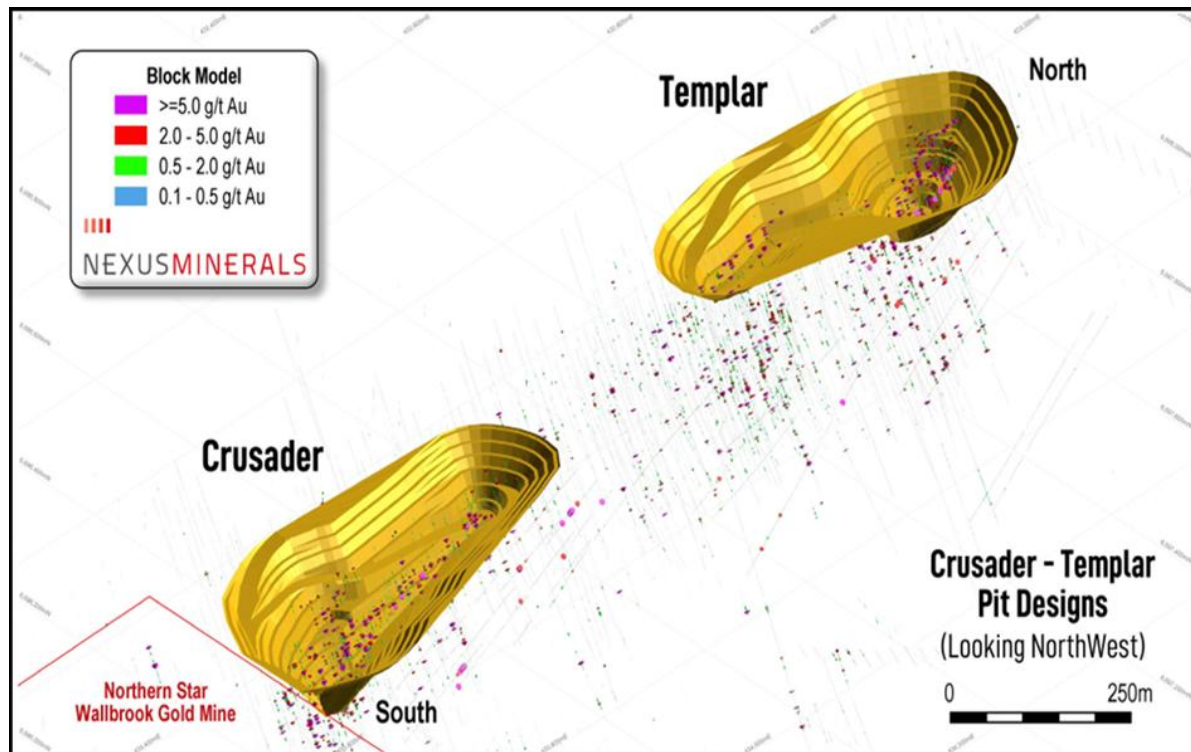 Block Model
>=5.0 g/t Au
2.0 - 5.0 g/t Au
0.5 - 2.0 g/t Au
0.1 - 0.5 g/t Au
NEXUSMINERALS
Templar
North
Crusader
South
Northern Star
Wallbrook Gold Mine
Crusader - Templar
Pit Designs
(Looking NorthWest)
0 250m